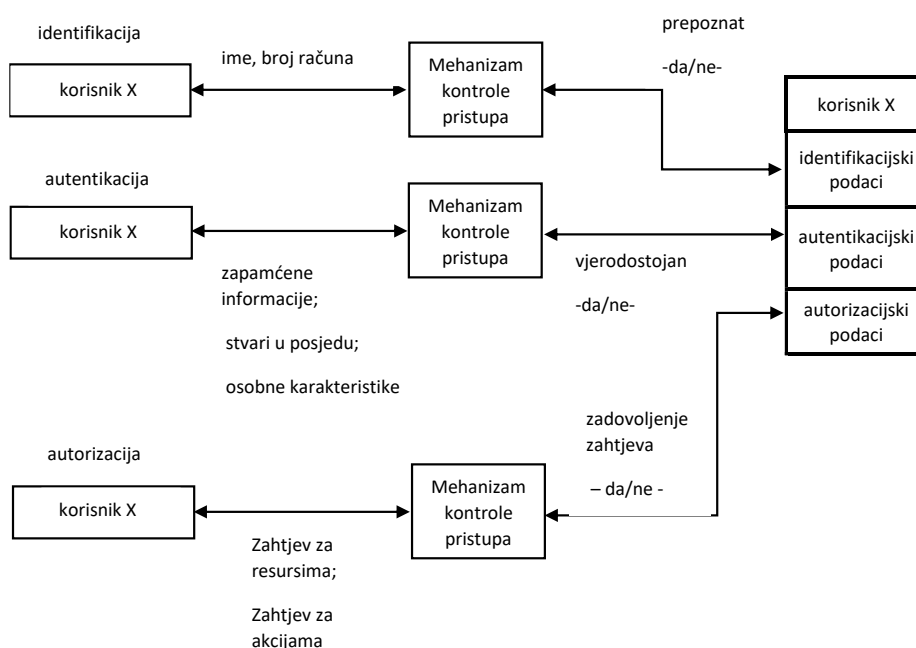 identifikacija
korisnik X
ime, broj računa
Mehanizam
kontrole
pristupa
prepoznat
-da/ne-
korisnik X
identifikacijski
podaci
autentikacijski
podaci
autorizacijski
podaci
autentikacija
korisnik X
zapamćene
informacije;
stvari u posjedu;
osobne karakteristike
Mehanizam
kontrole
pristupa
vjerodostojan
-da/ne-
autorizacija
korisnik X
Zahtjev za
resursima;
Zahtjev za
akcijama
Mehanizam
kontrole
pristupa
zadovoljenje
zahtjeva
– da/ne -